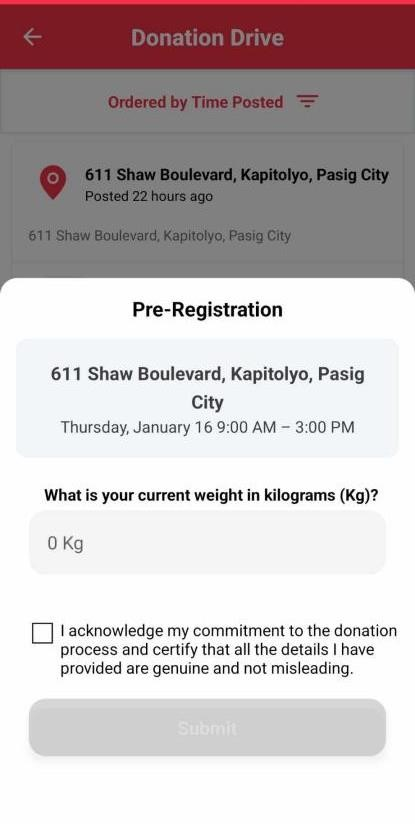 Donation Drive
Ordered by Time Posted
611 Shaw Boulevard, Kapitolyo, Pasig City
Posted 22 hours ago
611 Shaw Boulevard, Kapitolyo, Pasig City
Pre-Registration
611 Shaw Boulevard, Kapitolyo, Pasig
City
Thursday, January 16 9:00 AM – 3:00 PM
What is your current weight in kilograms (Kg)?
0 Kg
I acknowledge my commitment to the donation
process and certify that all the details I have
provided are genuine and not misleading.
Submit